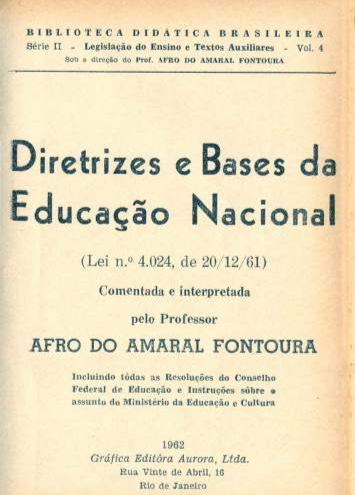 BIBLIOTECA DIDÁTICA BRASILEIRA
Série II - Legislação do Ensino e Textos Auxiliares - Vol. 4
Sob a direção do Prof. AFRO DO AMARAL FONTOURA
Diretrizes e Bases da
Educação Nacional
(Lei n.º 4.024, de 20/12/61)
Comentada e interpretada
pelo Professor
AFRO DO AMARAL FONTOURA
Incluindo tôdas as Resoluções do Conselho
Federal de Educação e Instruções sôbre o
assunto do Ministério da Educação e Cultura
1962
Gráfica Editôra Aurora, Ltda.
Rua Vinte de Abril, 16
Rio de Janeiro